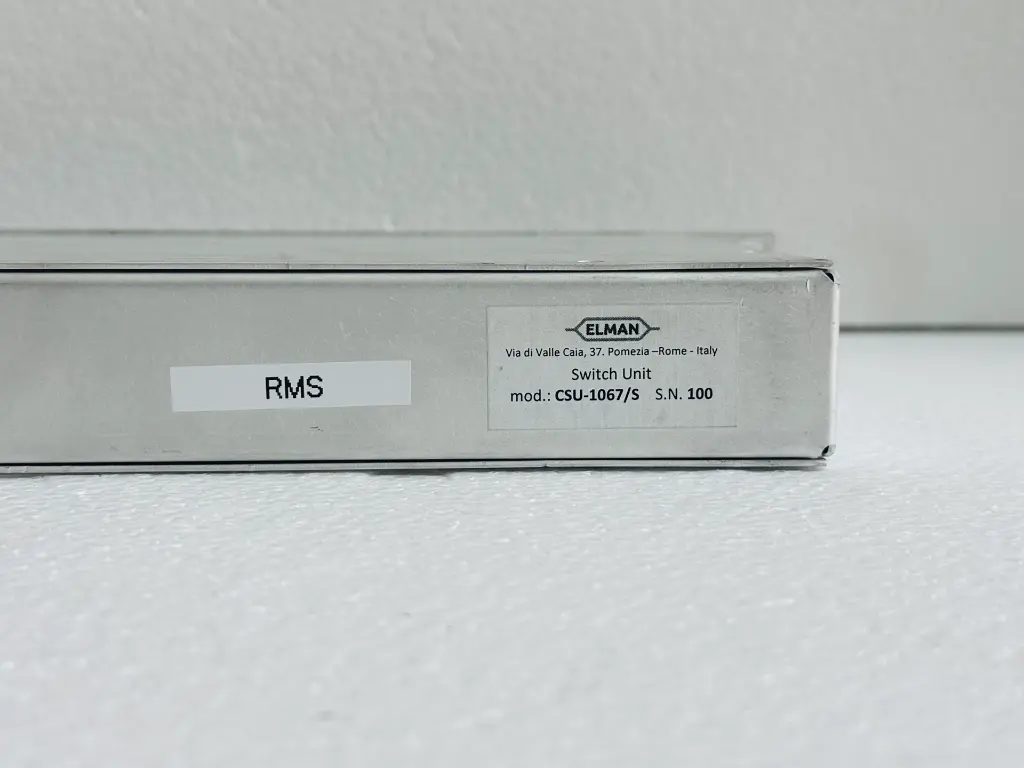 RMS
ELMAN
Via di Valle Caia, 37. Pomezia –Rome - Italy
Switch Unit
mod.: CSU-1067/S S.N. 100